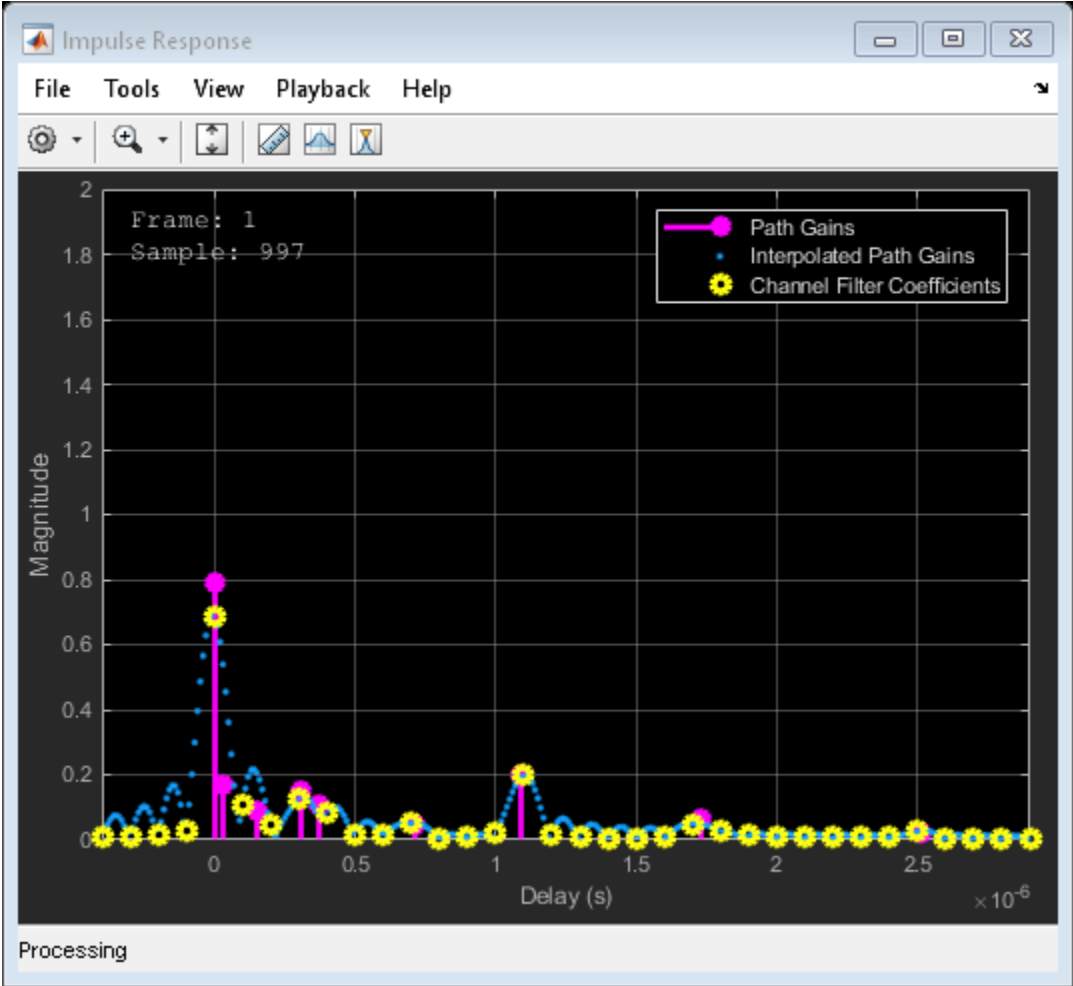 Impulse Response
File Tools View Playback Help
Frame: 1
Sample: 997
Path Gains
Interpolated Path Gains
Channel Filter Coefficients
2
1.8
1.6
1.4
1.2
1
0.8
0.6
0.4
0.2
0
Magnitude
0 0.5 1 1.5 2 2.5
Delay (s)
×10⁻⁶
Processing